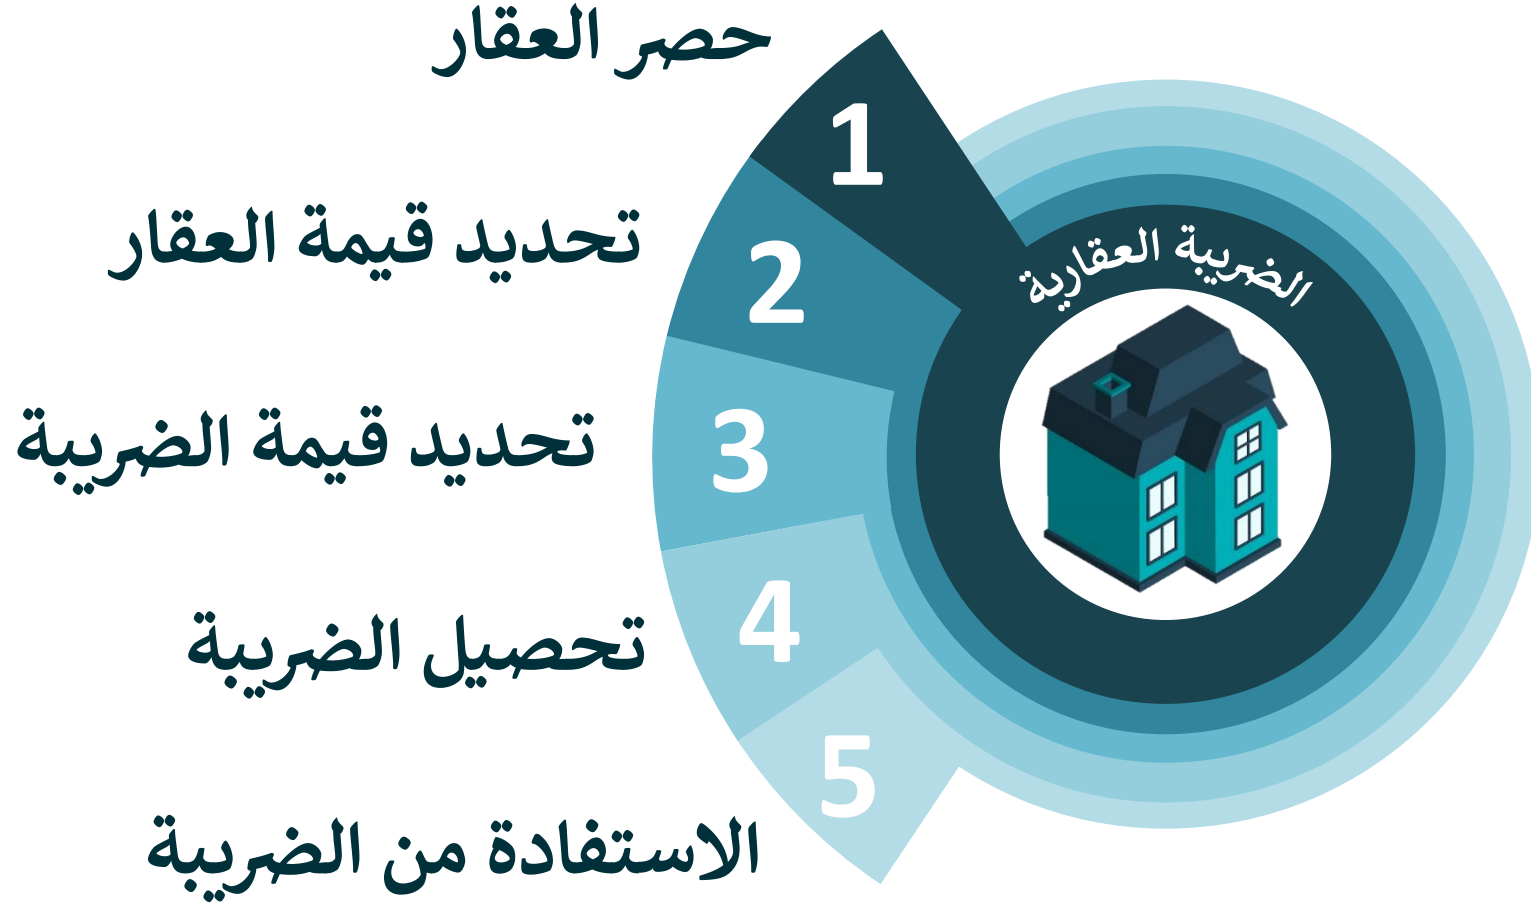 الضريبة العقارية
1
حصر العقار
2
تحديد قيمة العقار
3
تحديد قيمة الضريبة
4
تحصيل الضريبة
5
الاستفادة من الضريبة